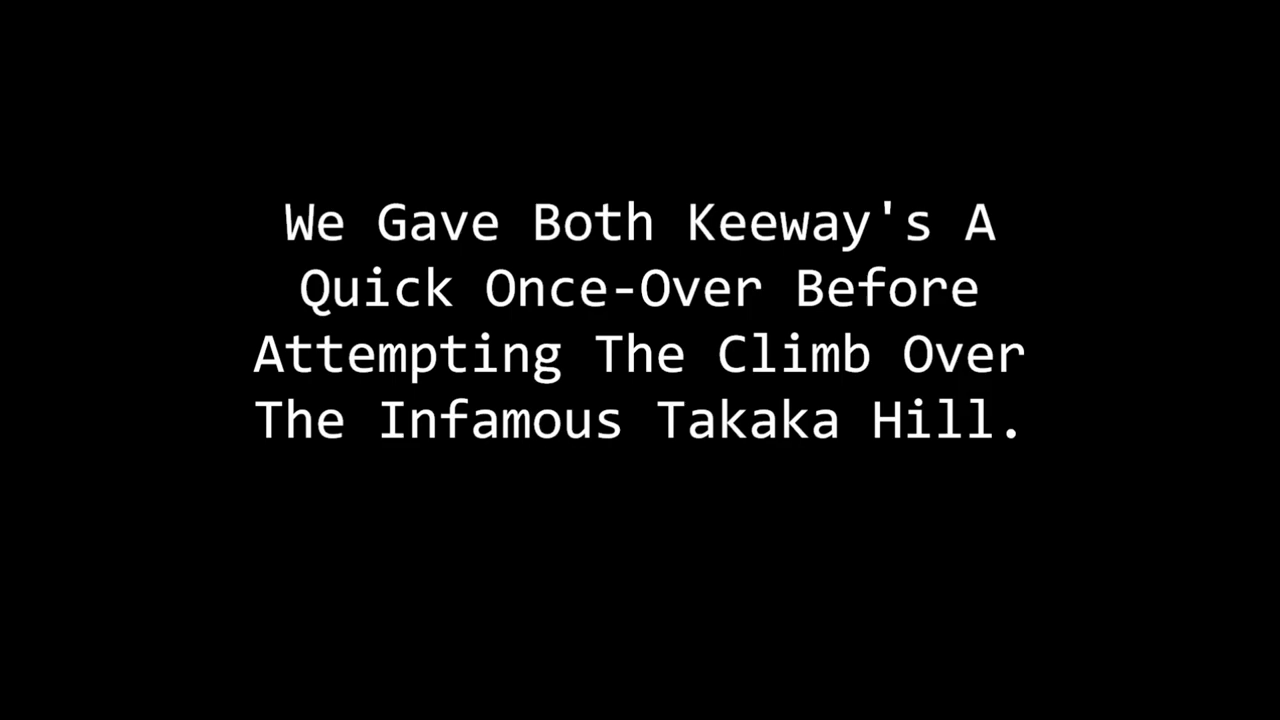 We Gave Both Keeway's A
Quick Once-Over Before
Attempting The Climb Over
The Infamous Takaka Hill.